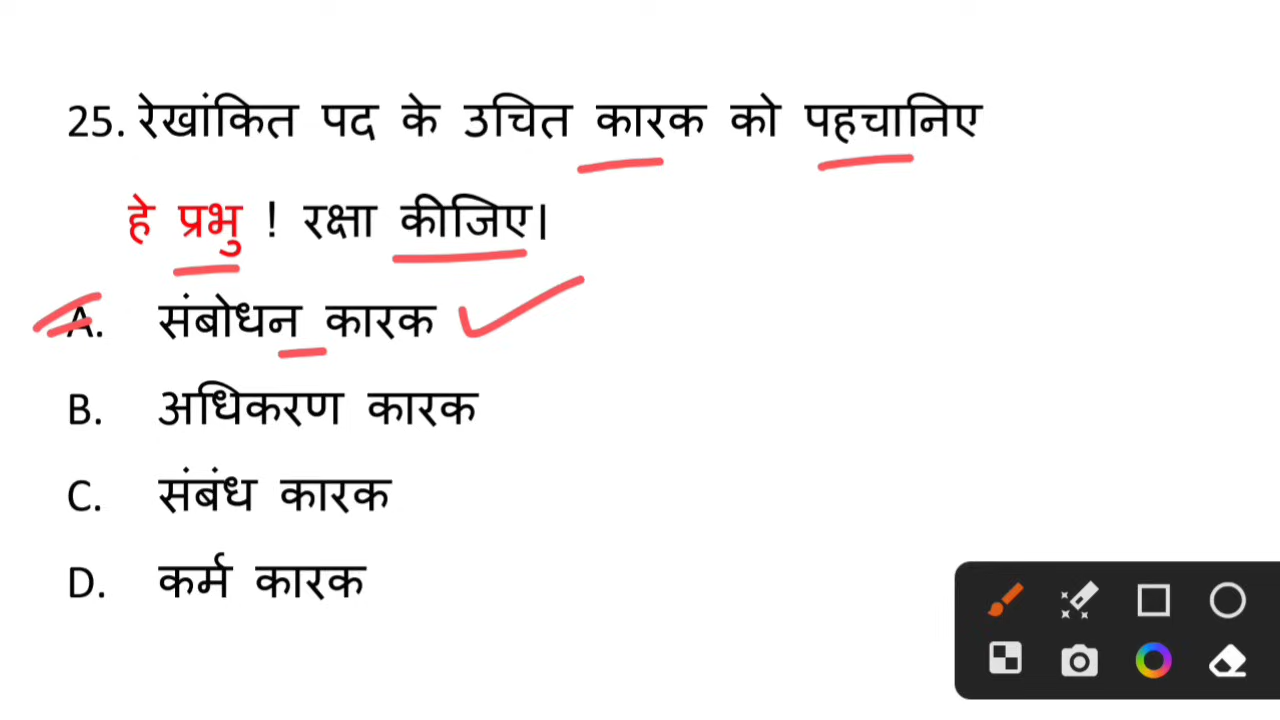 25. रेखांकित पद के उचित कारक को पहचानिए
हे प्रभु ! रक्षा कीजिए।
A. संबोधन कारक
B. अधिकरण कारक
C. संबंध कारक
D. कर्म कारक